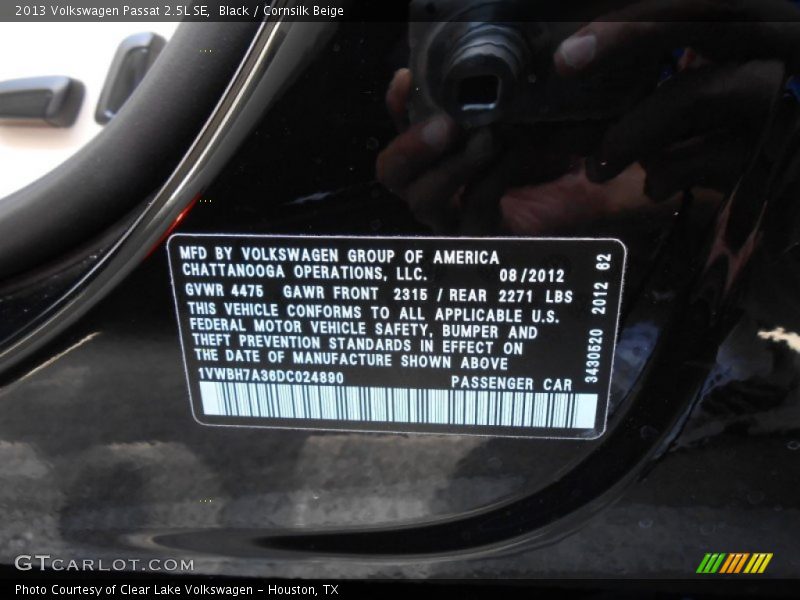 2013 Volkswagen Passat 2.5L SE, Black / Cornsilk Beige
MFD BY VOLKSWAGEN GROUP OF AMERICA
CHATTANOOGA OPERATIONS, LLC. 08/2012
GVWR 4475 GAWR FRONT 2315 / REAR 2271 LBS
THIS VEHICLE CONFORMS TO ALL APPLICABLE U.S.
FEDERAL MOTOR VEHICLE SAFETY, BUMPER AND
THEFT PREVENTION STANDARDS IN EFFECT ON
THE DATE OF MANUFACTURE SHOWN ABOVE
1VWBH7A36DC024890 PASSENGER CAR
3430520 2012 62
GTCARLOT.COM
Photo Courtesy of Clear Lake Volkswagen - Houston, TX